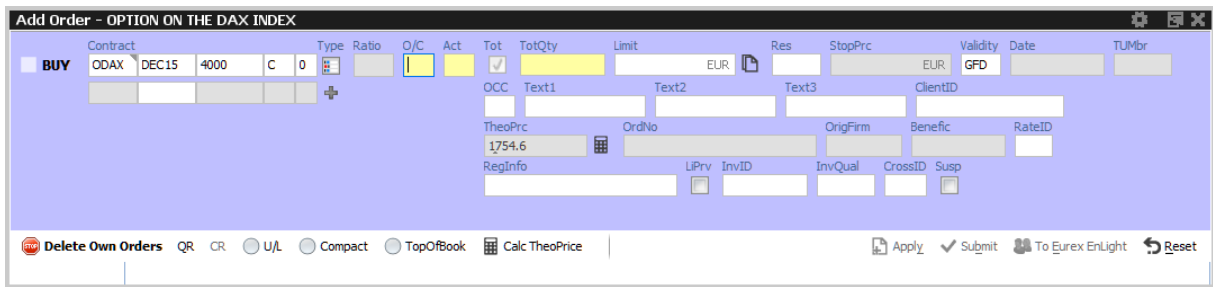 Add Order - OPTION ON THE DAX INDEX
Contract Type Ratio O/C Act Tot TotQty Limit Res StopPrc Validity Date TUMbr
BUY ODAX DEC15 4000 C 0 EUR EUR GFD
OCC Text1 Text2 Text3 ClientID
TheoPrc OrdNo OrigFirm Benefic RateID
1754.6
RegInfo LiPrv InvID InvQual CrossID Susp
STOP Delete Own Orders QR CR U/L Compact TopOfBook Calc TheoPrice Apply Submit To Eurex EnLight Reset